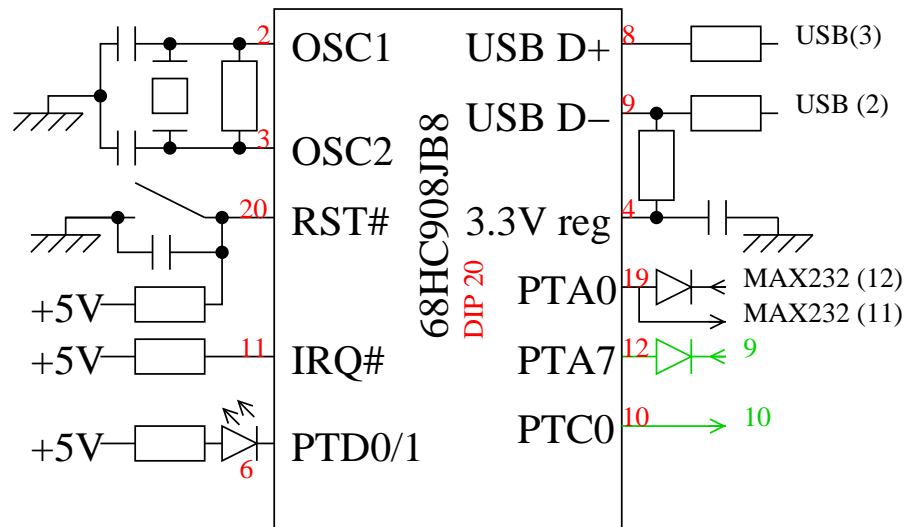 2 OSC1 USB D+ 8 USB(3)
3 OSC2 USB D− 9 USB (2)
20 RST# 3.3V reg 4
68HC908JB8
DIP 20
PTA0 19 MAX232 (12)
MAX232 (11)
+5V
+5V 11 IRQ# PTA7 12 9
PTC0 10 10
+5V 6 PTD0/1